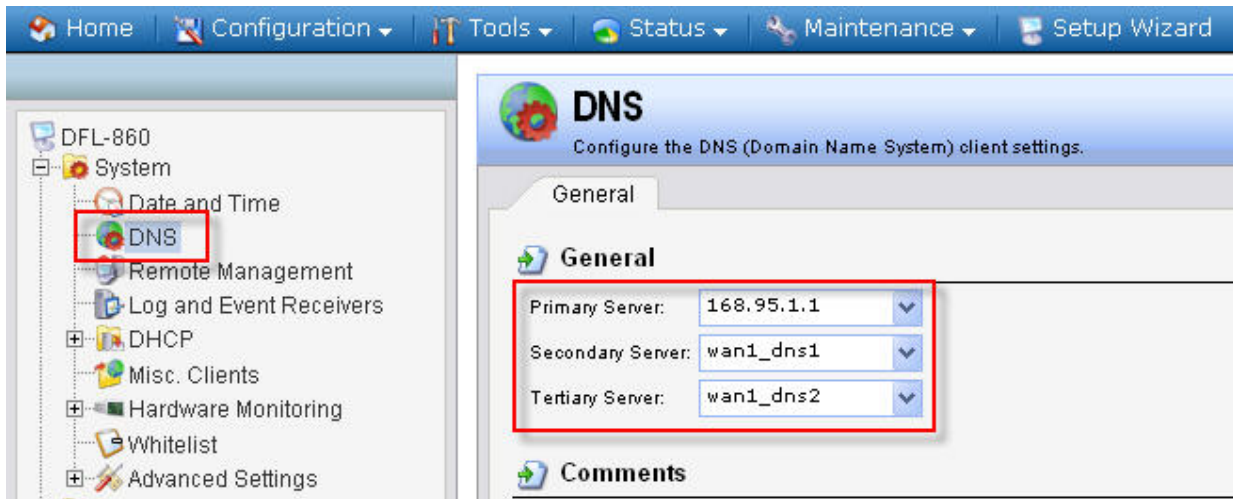 Home Configuration Tools Status Maintenance Setup Wizard
DFL-860
System
Date and Time
DNS
Remote Management
Log and Event Receivers
DHCP
Misc. Clients
Hardware Monitoring
Whitelist
Advanced Settings
DNS
Configure the DNS (Domain Name System) client settings.
General
General
Primary Server: 168.95.1.1
Secondary Server: wan1_dns1
Tertiary Server: wan1_dns2
Comments